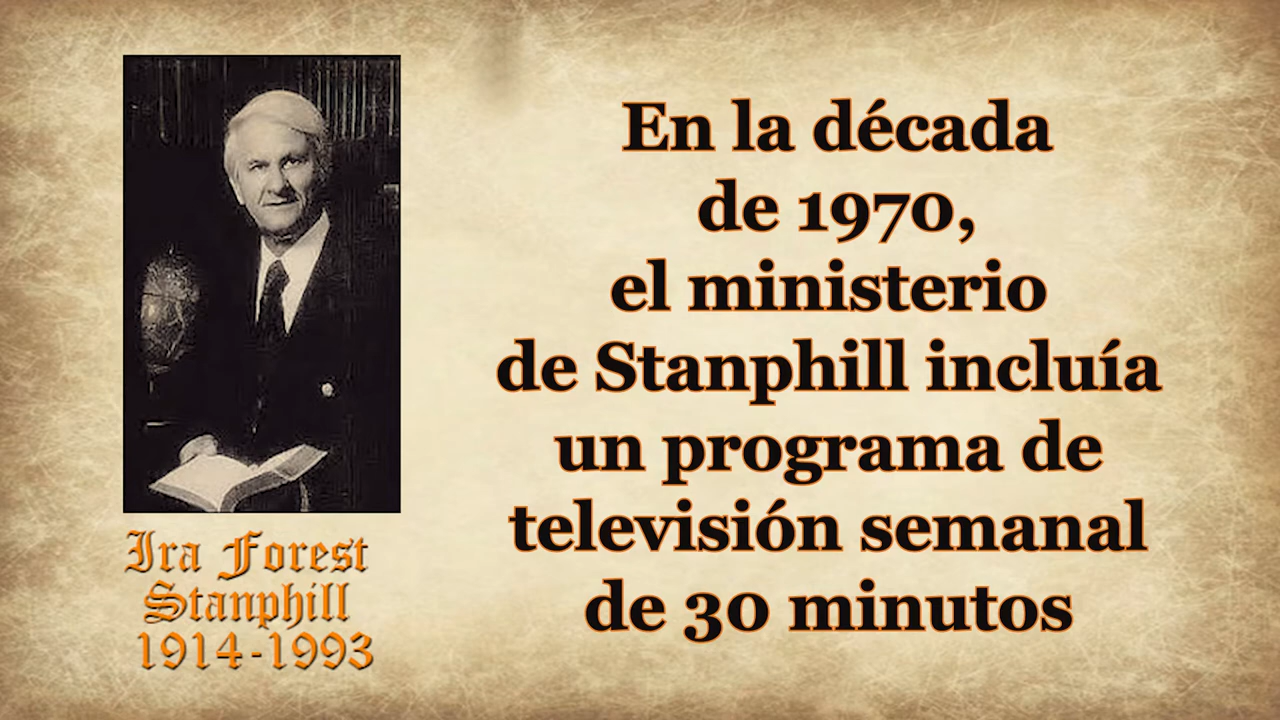 En la década
de 1970,
el ministerio
de Stanphill incluía
un programa de
televisión semanal
de 30 minutos
Ira Forest
Stanphill
1914-1993